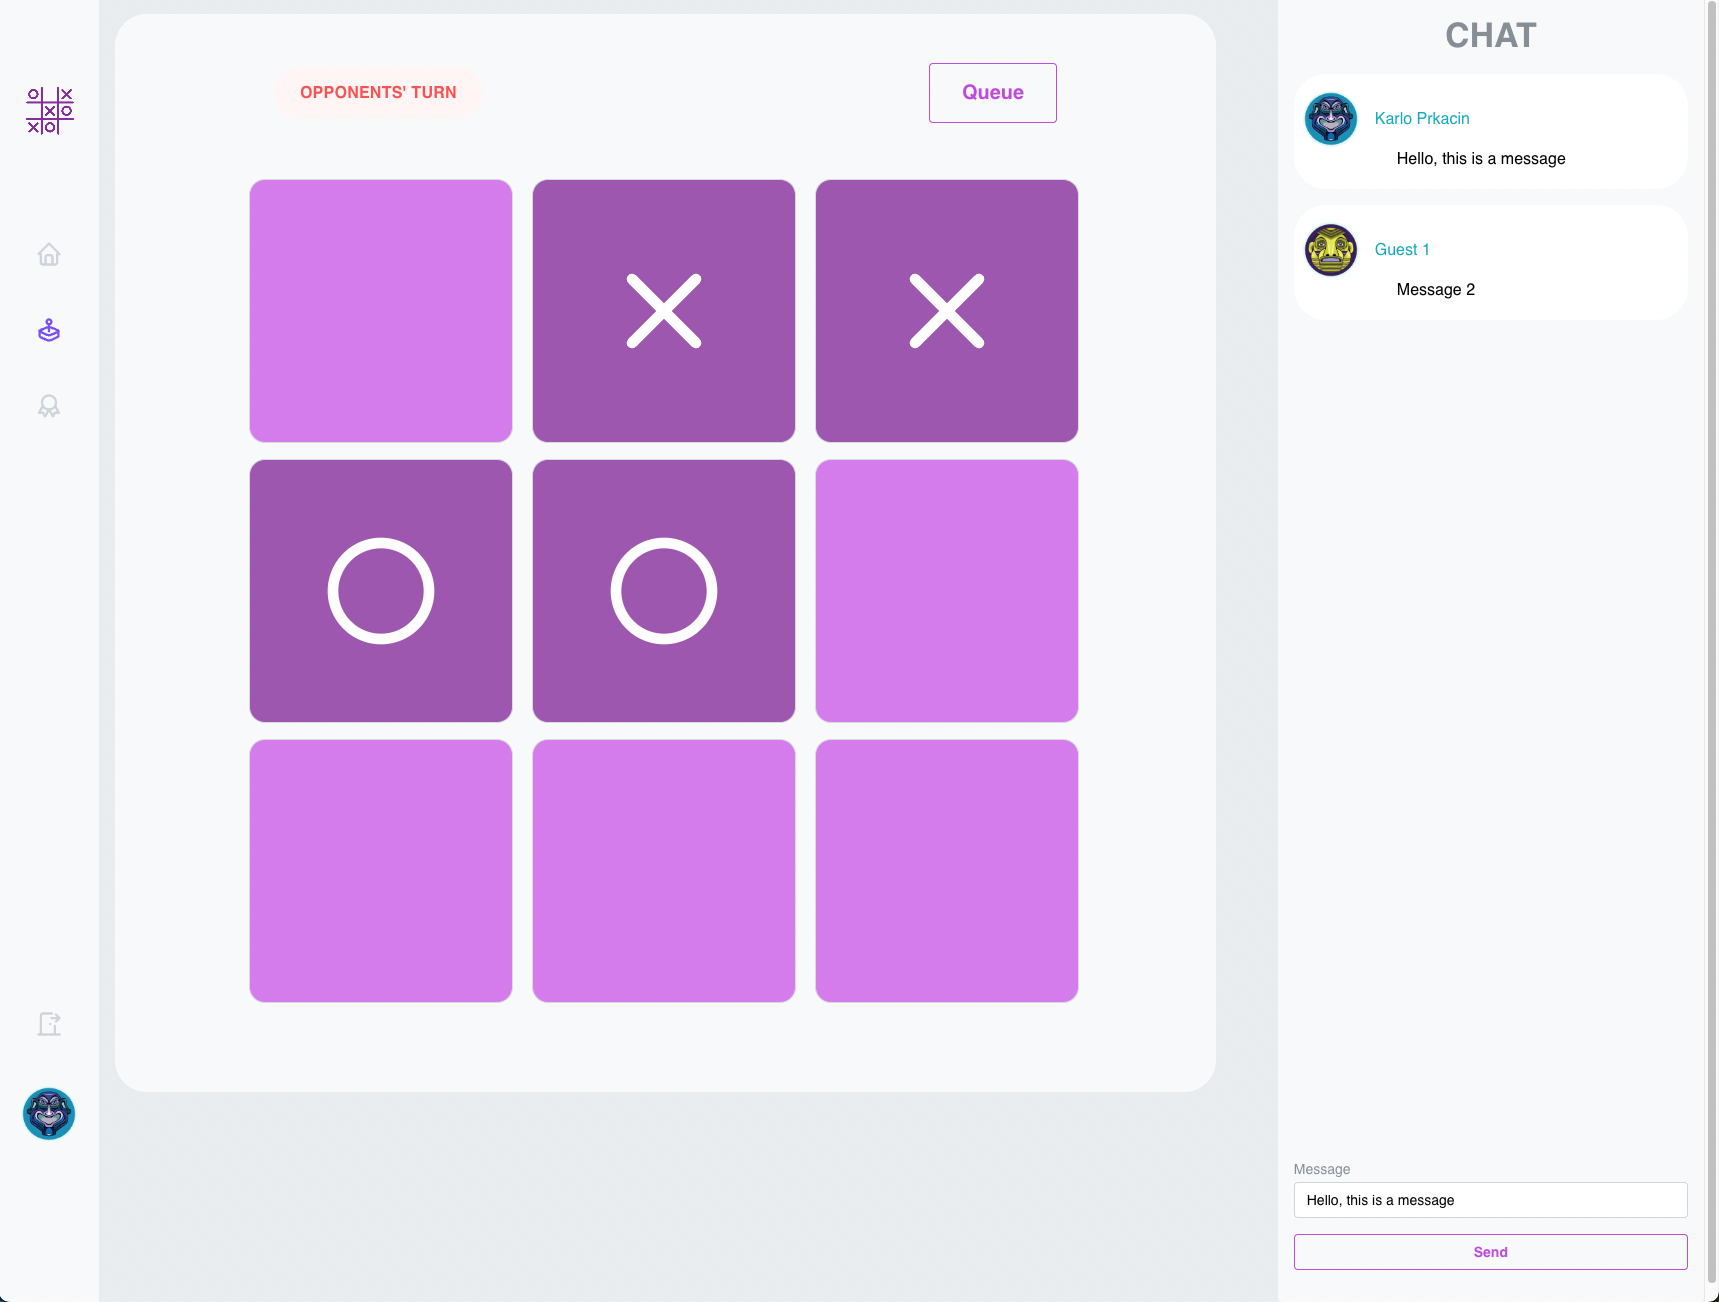 OPPONENTS' TURN
Queue
CHAT
Karlo Prkacin
Hello, this is a message
Guest 1
Message 2
Message
Hello, this is a message
Send